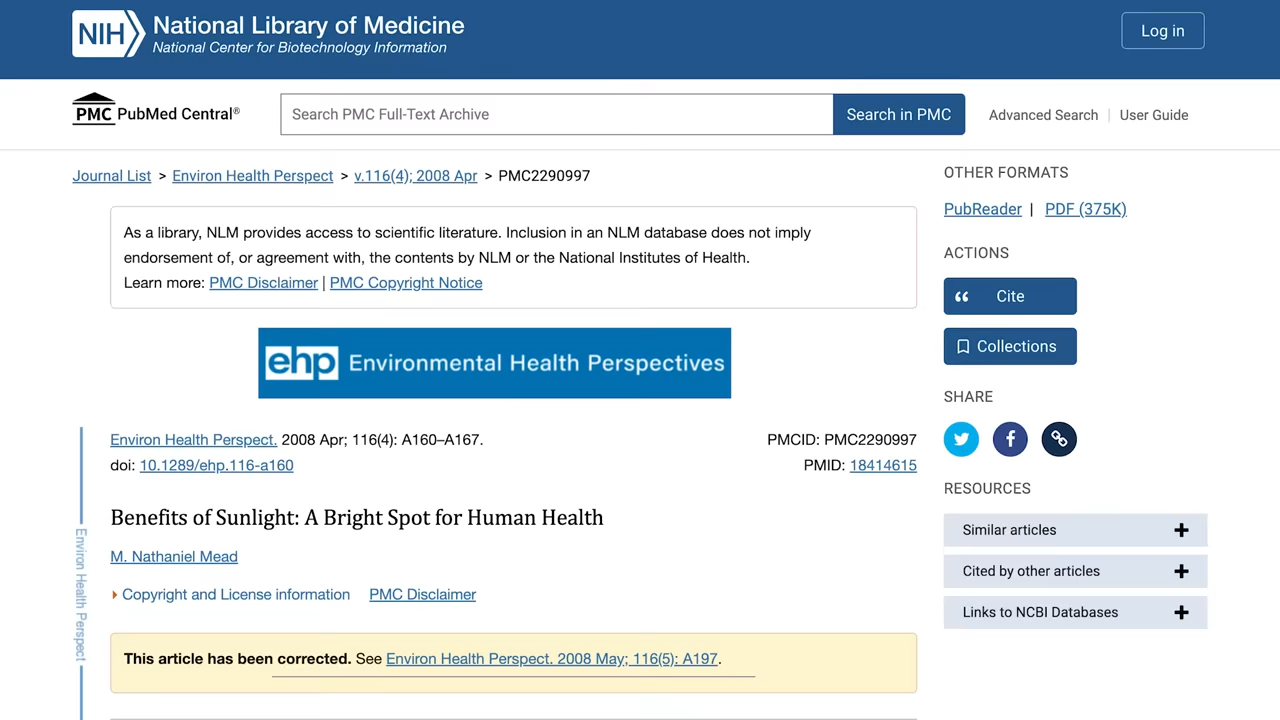 NIH National Library of Medicine
National Center for Biotechnology Information
Log in
PMC PubMed Central®
Search PMC Full-Text Archive
Search in PMC
Advanced Search | User Guide
Journal List > Environ Health Perspect > v.116(4); 2008 Apr > PMC2290997
As a library, NLM provides access to scientific literature. Inclusion in an NLM database does not imply
endorsement of, or agreement with, the contents by NLM or the National Institutes of Health.
Learn more: PMC Disclaimer | PMC Copyright Notice
ehp Environmental Health Perspectives
Environ Health Perspect. 2008 Apr; 116(4): A160–A167.
doi: 10.1289/ehp.116-a160
PMCID: PMC2290997
PMID: 18414615
Benefits of Sunlight: A Bright Spot for Human Health
M. Nathaniel Mead
Copyright and License information PMC Disclaimer
This article has been corrected. See Environ Health Perspect. 2008 May; 116(5): A197.
Environ Health Perspect
OTHER FORMATS
PubReader | PDF (375K)
ACTIONS
Cite
Collections
SHARE
RESOURCES
Similar articles
Cited by other articles
Links to NCBI Databases